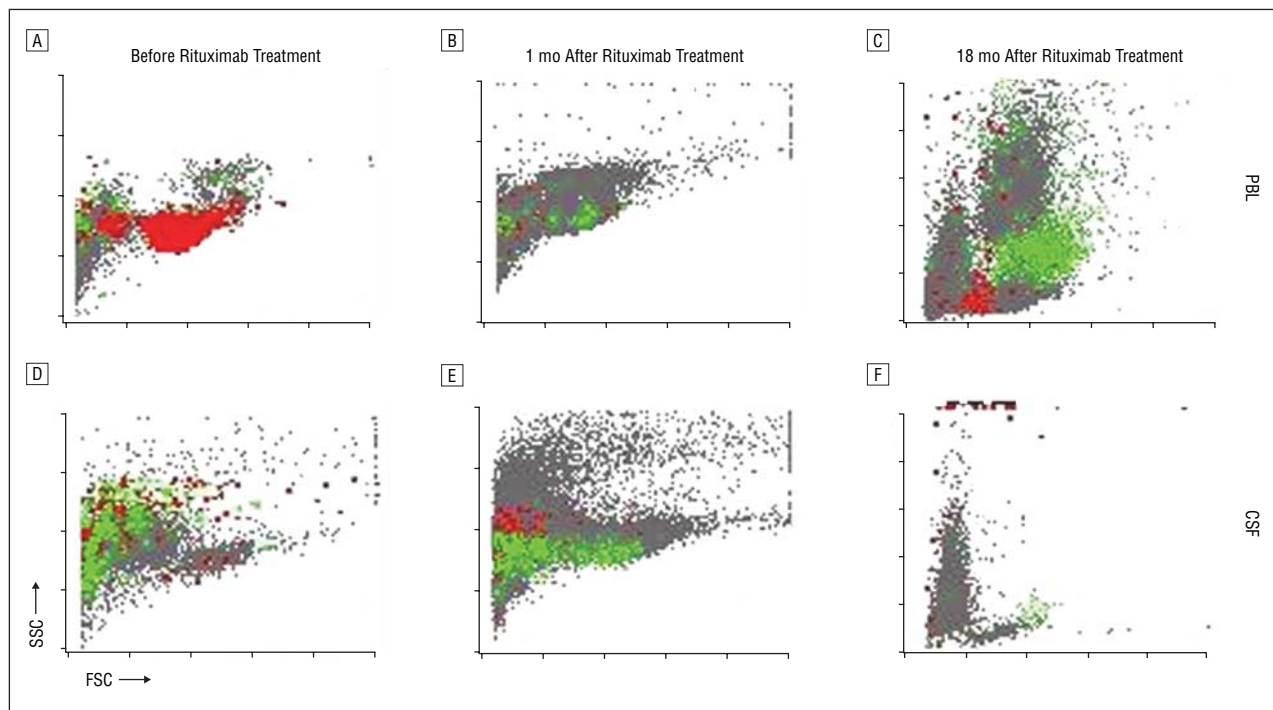 A
Before Rituximab Treatment
B
1 mo After Rituximab Treatment
C
18 mo After Rituximab Treatment
PBL
D
E
F
CSF
SSC
FSC